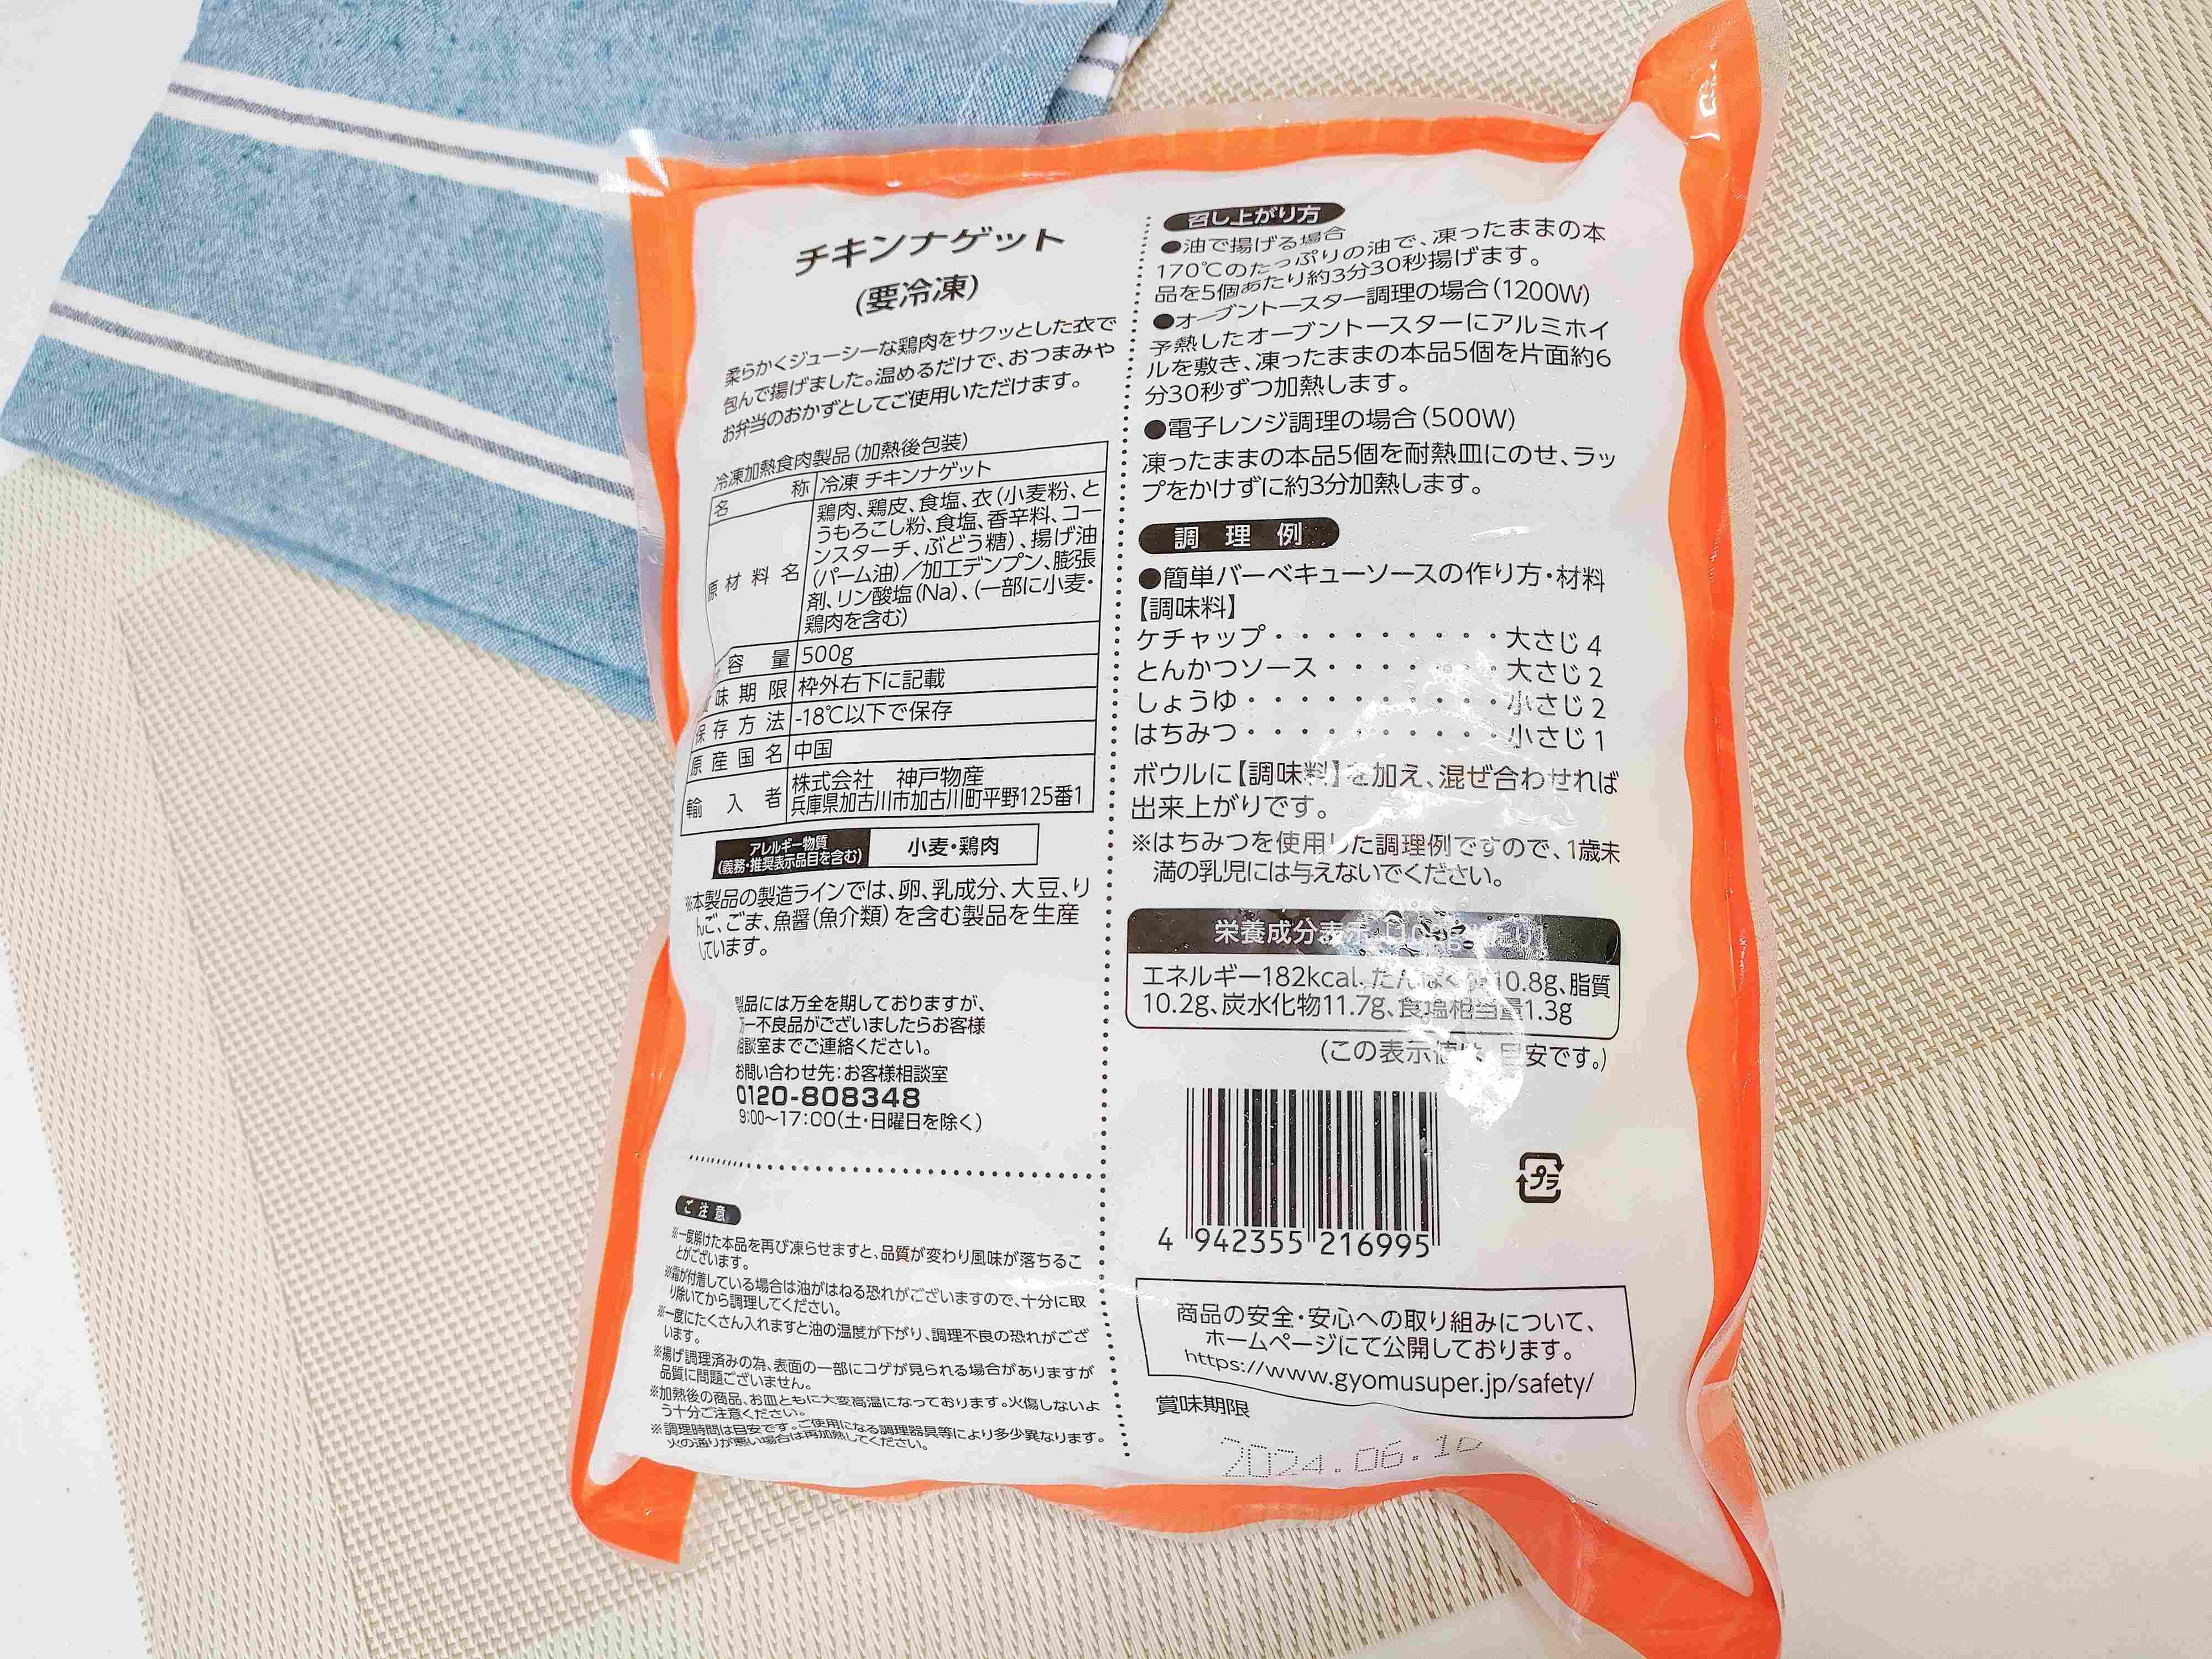 チキンナゲット
(要冷凍)
柔らかくジューシーな鶏肉をサクッとした衣で
包んで揚げました。温めるだけで、おつまみや
お弁当のおかずとしてご使用いただけます。
冷凍加熱食肉製品(加熱後包装)
名 称 冷凍 チキンナゲット
原材料名 鶏肉、鶏皮、食塩、衣(小麦粉、と
うもろこし粉、食塩、香辛料、コー
ンスターチ、ぶどう糖)、揚げ油
(パーム油)/加工デンプン、膨張
剤、リン酸塩(Na)、(一部に小麦・
鶏肉を含む)
容量 500g
味期限 枠外右下に記載
保存方法 -18℃以下で保存
原産国名 中国
輸入者 株式会社 神戸物産
兵庫県加古川市加古川町平野125番1
アレルギー物質
(義務・推奨表示品目を含む)
小麦・鶏肉
※本製品の製造ラインでは、卵、乳成分、大豆、り
んご、ごま、魚醤(魚介類)を含む製品を生産
しています。
製品には万全を期しておりますが、
万一不良品がございましたらお客様
相談室までご連絡ください。
お問い合わせ先:お客様相談室
0120-808348
9:00〜17:00(土・日曜日を除く)
ご注意
※一度解けた本品を再び凍らせますと、品質が変わり風味が落ちるこ
とがございます。
※霜が付着している場合は油がはねる恐れがございますので、十分に取
り除いてから調理してください。
※一度にたくさん入れますと油の温度が下がり、調理不良の恐れがござ
います。
※揚げ調理済みの為、表面の一部にコゲが見られる場合がありますが
品質に問題ございません。
※加熱後の商品、お皿ともに大変高温になっております。火傷しないよ
う十分ご注意ください。
※調理時間は目安です。ご使用になる調理器具等により多少異なります。
火の通りが悪い場合は再加熱してください。
召し上がり方
●油で揚げる場合
170℃のたっぷりの油で、凍ったままの本
品を5個あたり約3分30秒揚げます。
●オーブントースター調理の場合(1200W)
予熱したオーブントースターにアルミホイ
ルを敷き、凍ったままの本品5個を片面約6
分30秒ずつ加熱します。
●電子レンジ調理の場合(500W)
凍ったままの本品5個を耐熱皿にのせ、ラッ
プをかけずに約3分加熱します。
調理例
●簡単バーベキューソースの作り方・材料
【調味料】
ケチャップ・・・・・・・・・・大さじ4
とんかつソース・・・・・・・・大さじ2
しょうゆ・・・・・・・・・・・小さじ2
はちみつ・・・・・・・・・・・小さじ1
ボウルに【調味料】を加え、混ぜ合わせれば
出来上がりです。
※はちみつを使用した調理例ですので、1歳未
満の乳児には与えないでください。
栄養成分表示
エネルギー182kcal、たんぱく質10.8g、脂質
10.2g、炭水化物11.7g、食塩相当量1.3g
(この表示値は、目安です。)
4 942355 216995
プラ
商品の安全・安心への取り組みについて、
ホームページにて公開しております。
https://www.gyomusuper.jp/safety/
賞味期限
2024.06.10